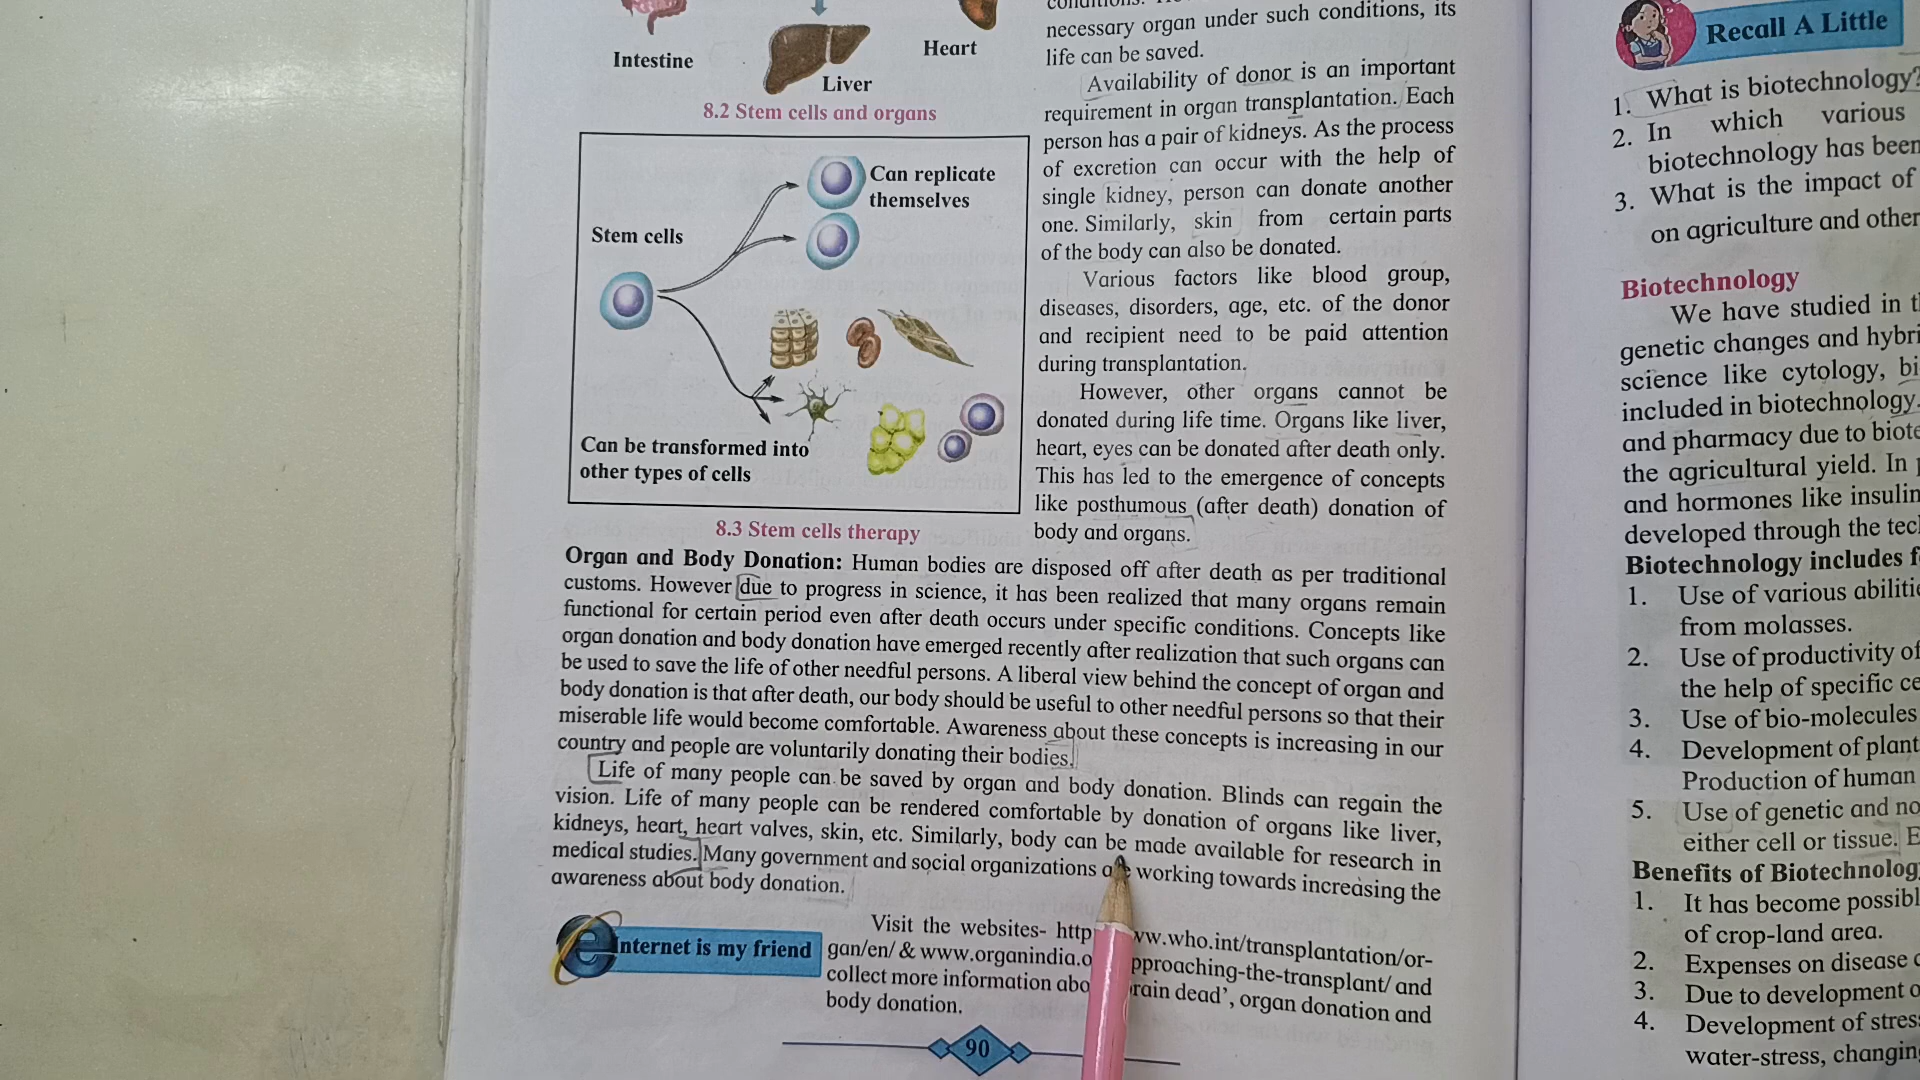 Intestine
Liver
Heart
8.2 Stem cells and organs
Stem cells
Can replicate
themselves
Can be transformed into
other types of cells
8.3 Stem cells therapy
necessary organ under such conditions, its
life can be saved.
Availability of donor is an important
requirement in organ transplantation. Each
person has a pair of kidneys. As the process
of excretion can occur with the help of
single kidney, person can donate another
one. Similarly, skin from certain parts
of the body can also be donated.
Various factors like blood group,
diseases, disorders, age, etc. of the donor
and recipient need to be paid attention
during transplantation.
However, other organs cannot be
donated during life time. Organs like liver,
heart, eyes can be donated after death only.
This has led to the emergence of concepts
like posthumous (after death) donation of
body and organs.
Organ and Body Donation: Human bodies are disposed off after death as per traditional
customs. However due to progress in science, it has been realized that many organs remain
functional for certain period even after death occurs under specific conditions. Concepts like
organ donation and body donation have emerged recently after realization that such organs can
be used to save the life of other needful persons. A liberal view behind the concept of organ and
body donation is that after death, our body should be useful to other needful persons so that their
miserable life would become comfortable. Awareness about these concepts is increasing in our
country and people are voluntarily donating their bodies.
Life of many people can be saved by organ and body donation. Blinds can regain the
vision. Life of many people can be rendered comfortable by donation of organs like liver,
kidneys, heart, heart valves, skin, etc. Similarly, body can be made available for research in
medical studies. Many government and social organizations are working towards increasing the
awareness about body donation.
Internet is my friend
Visit the websites- http ww.who.int/transplantation/or-
gan/en/ & www.organindia.o pproaching-the-transplant/ and
collect more information abo rain dead', organ donation and
body donation.
90
Recall A Little
1. What is biotechnology?
2. In which various
biotechnology has been
3. What is the impact of
on agriculture and other
Biotechnology
We have studied in
genetic changes and hybri
science like cytology, bi
included in biotechnology.
and pharmacy due to biote
the agricultural yield. In
and hormones like insulin
developed through the tec
Biotechnology includes f
1. Use of various abiliti
from molasses.
2. Use of productivity of
the help of specific ce
3. Use of bio-molecules
4. Development of plant
Production of human
5. Use of genetic and no
either cell or tissue. E
Benefits of Biotechnology
1. It has become possibl
of crop-land area.
2. Expenses on disease
3. Due to development o
4. Development of stres
water-stress, changin